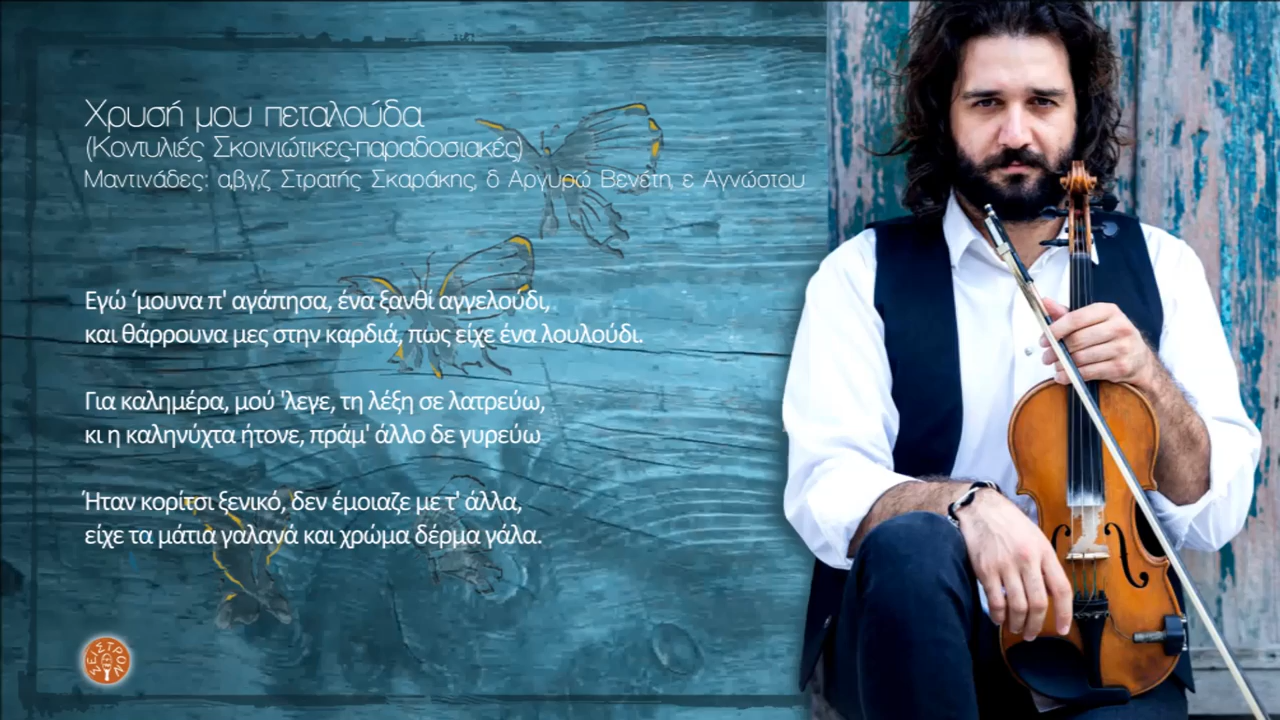 Χρυσή μου πεταλούδα
(Κοντυλιές Σκοινιώτικες-παραδοσιακές)
Μαντινάδες: α,β,γ,ζ Στρατής Σκαράκης, δ Αργυρώ Βενέτη, ε Αγνώστου
Εγώ ‘μουνα π' αγάπησα, ένα ξανθί αγγελούδι,
και θάρρουνα μες στην καρδιά, πως είχε ένα λουλούδι.
Για καλημέρα, μού 'λεγε, τη λέξη σε λατρεύω,
κι η καληνύχτα ήτονε, πράμ' άλλο δε γυρεύω
Ήταν κορίτσι ξενικό, δεν έμοιαζε με τ' άλλα,
είχε τα μάτια γαλανά και χρώμα δέρμα γάλα.
ΣΕΙΣΤΡΟΝ